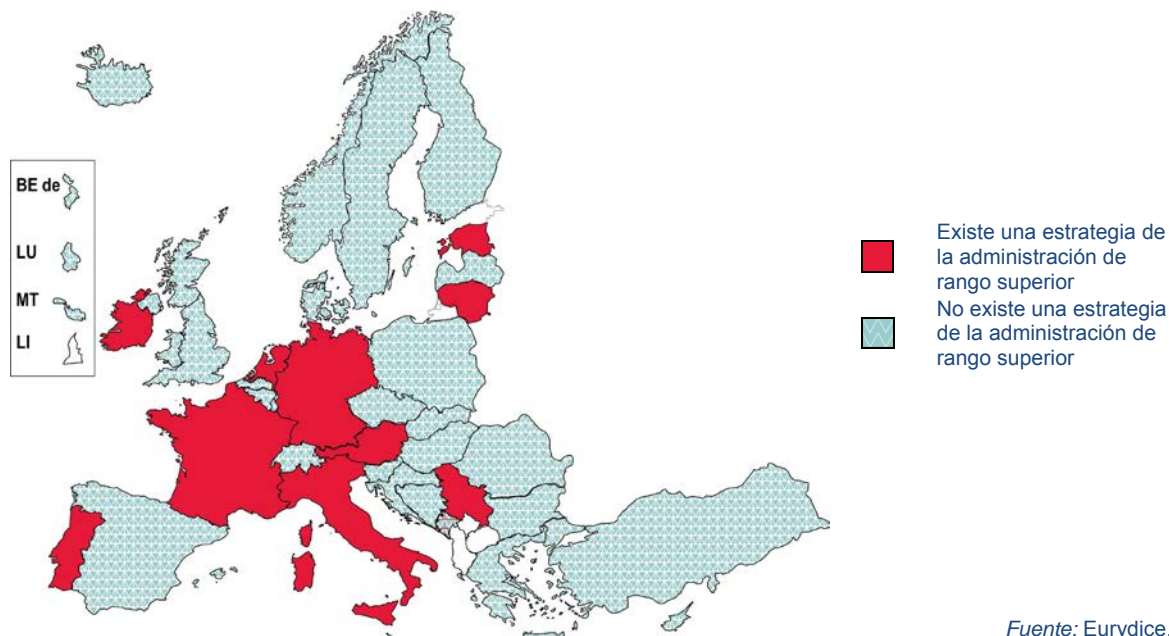 BE de
LU
MT
LI
Existe una estrategia de
la administración de
rango superior
No existe una estrategia
de la administración de
rango superior
Fuente: Eurydice.